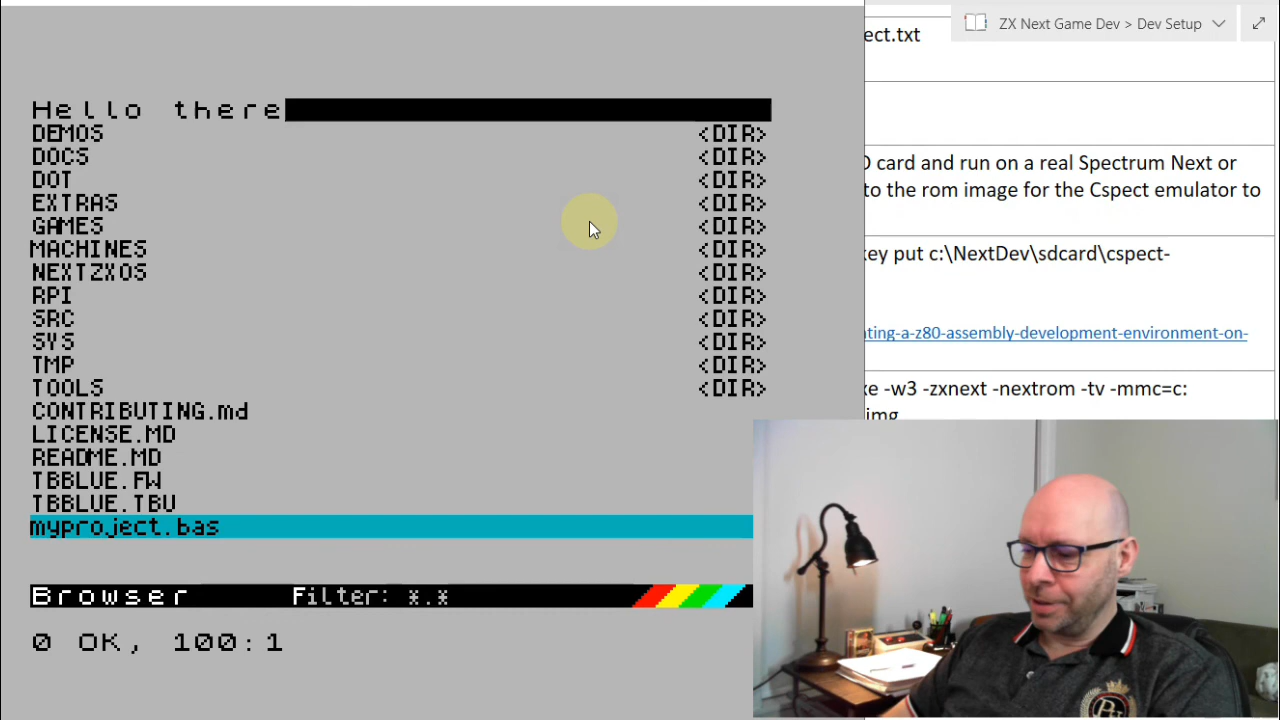 ZX Next Game Dev > Dev Setup
ect.txt
Hello there
DEMOS <DIR>
DOCS <DIR>
DOT <DIR>
EXTRAS <DIR>
GAMES <DIR>
MACHINES <DIR>
NEXTZXOS <DIR>
RPI <DIR>
SRC <DIR>
SYS <DIR>
TMP <DIR>
TOOLS <DIR>
CONTRIBUTING.md
LICENSE.MD
README.MD
TBBLUE.FW
TBBLUE.TBU
myproject.bas
Browser Filter: *.*
0 OK, 100:1
card and run on a real Spectrum Next or
to the rom image for the Cspect emulator to
key put c:\NextDev\sdcard\cspect-
ating-a-z80-assembly-development-environment-on-
xe -w3 -zxnext -nextrom -tv -mmc=c:
img